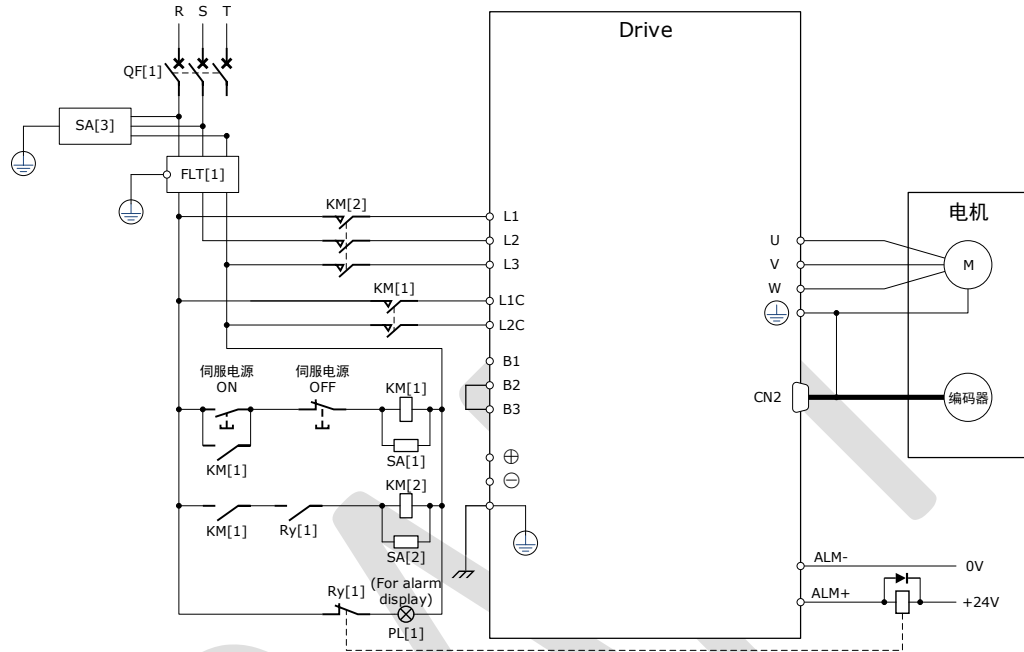 R S T
Drive
QF[1]
SA[3]
FLT[1]
KM[2]
L1
L2
L3
KM[1]
L1C
L2C
B1
B2
B3
伺服电源
ON
伺服电源
OFF
KM[1]
SA[1]
KM[1]
KM[2]
SA[2]
KM[1]
Ry[1]
Ry[1]
(For alarm
display)
PL[1]
⊕
⊖
U
V
W
CN2
电机
M
编码器
ALM-
0V
ALM+
+24V